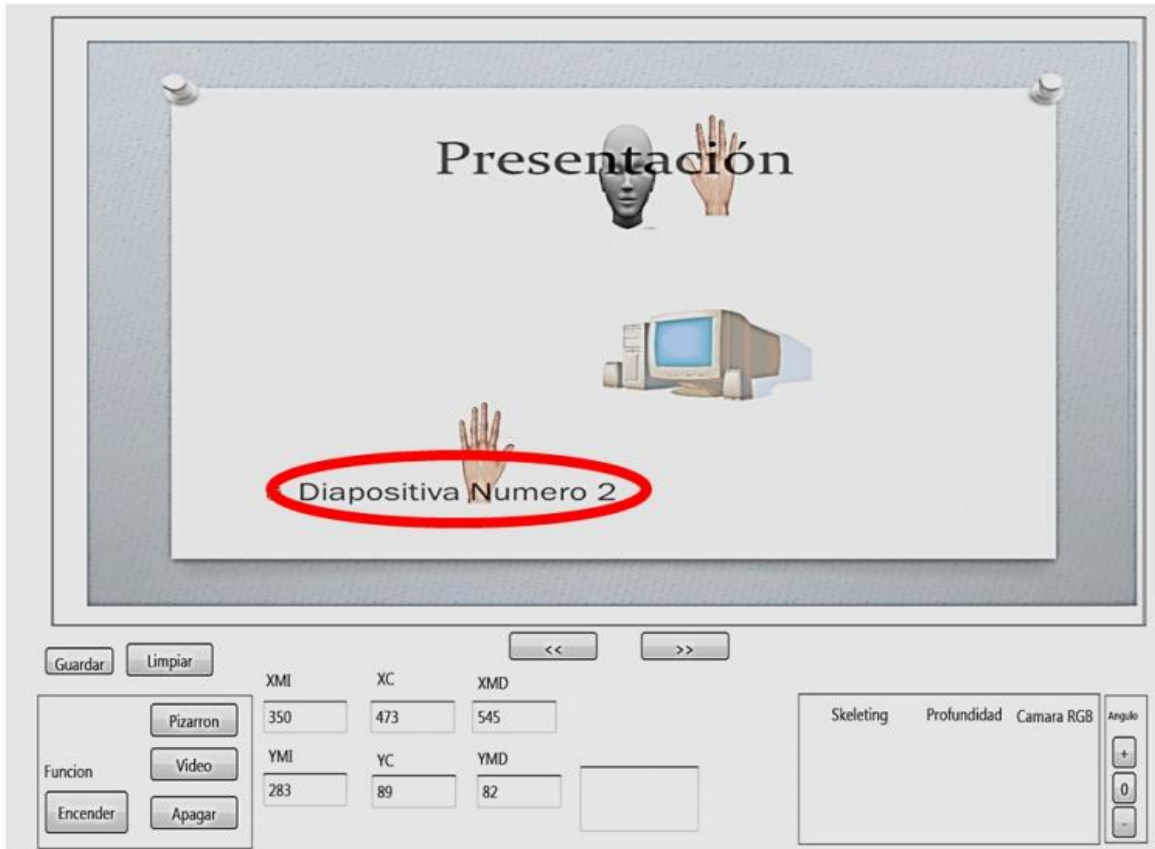 Presentación
Diapositiva Numero 2
<< >>
Guardar Limpiar
XMI XC XMD
Pizarron 350 473 545
Skeleting Profundidad Camara RGB Angulo
YMI YC YMD
Funcion Video
+
283 89 82
0
Encender Apagar
-